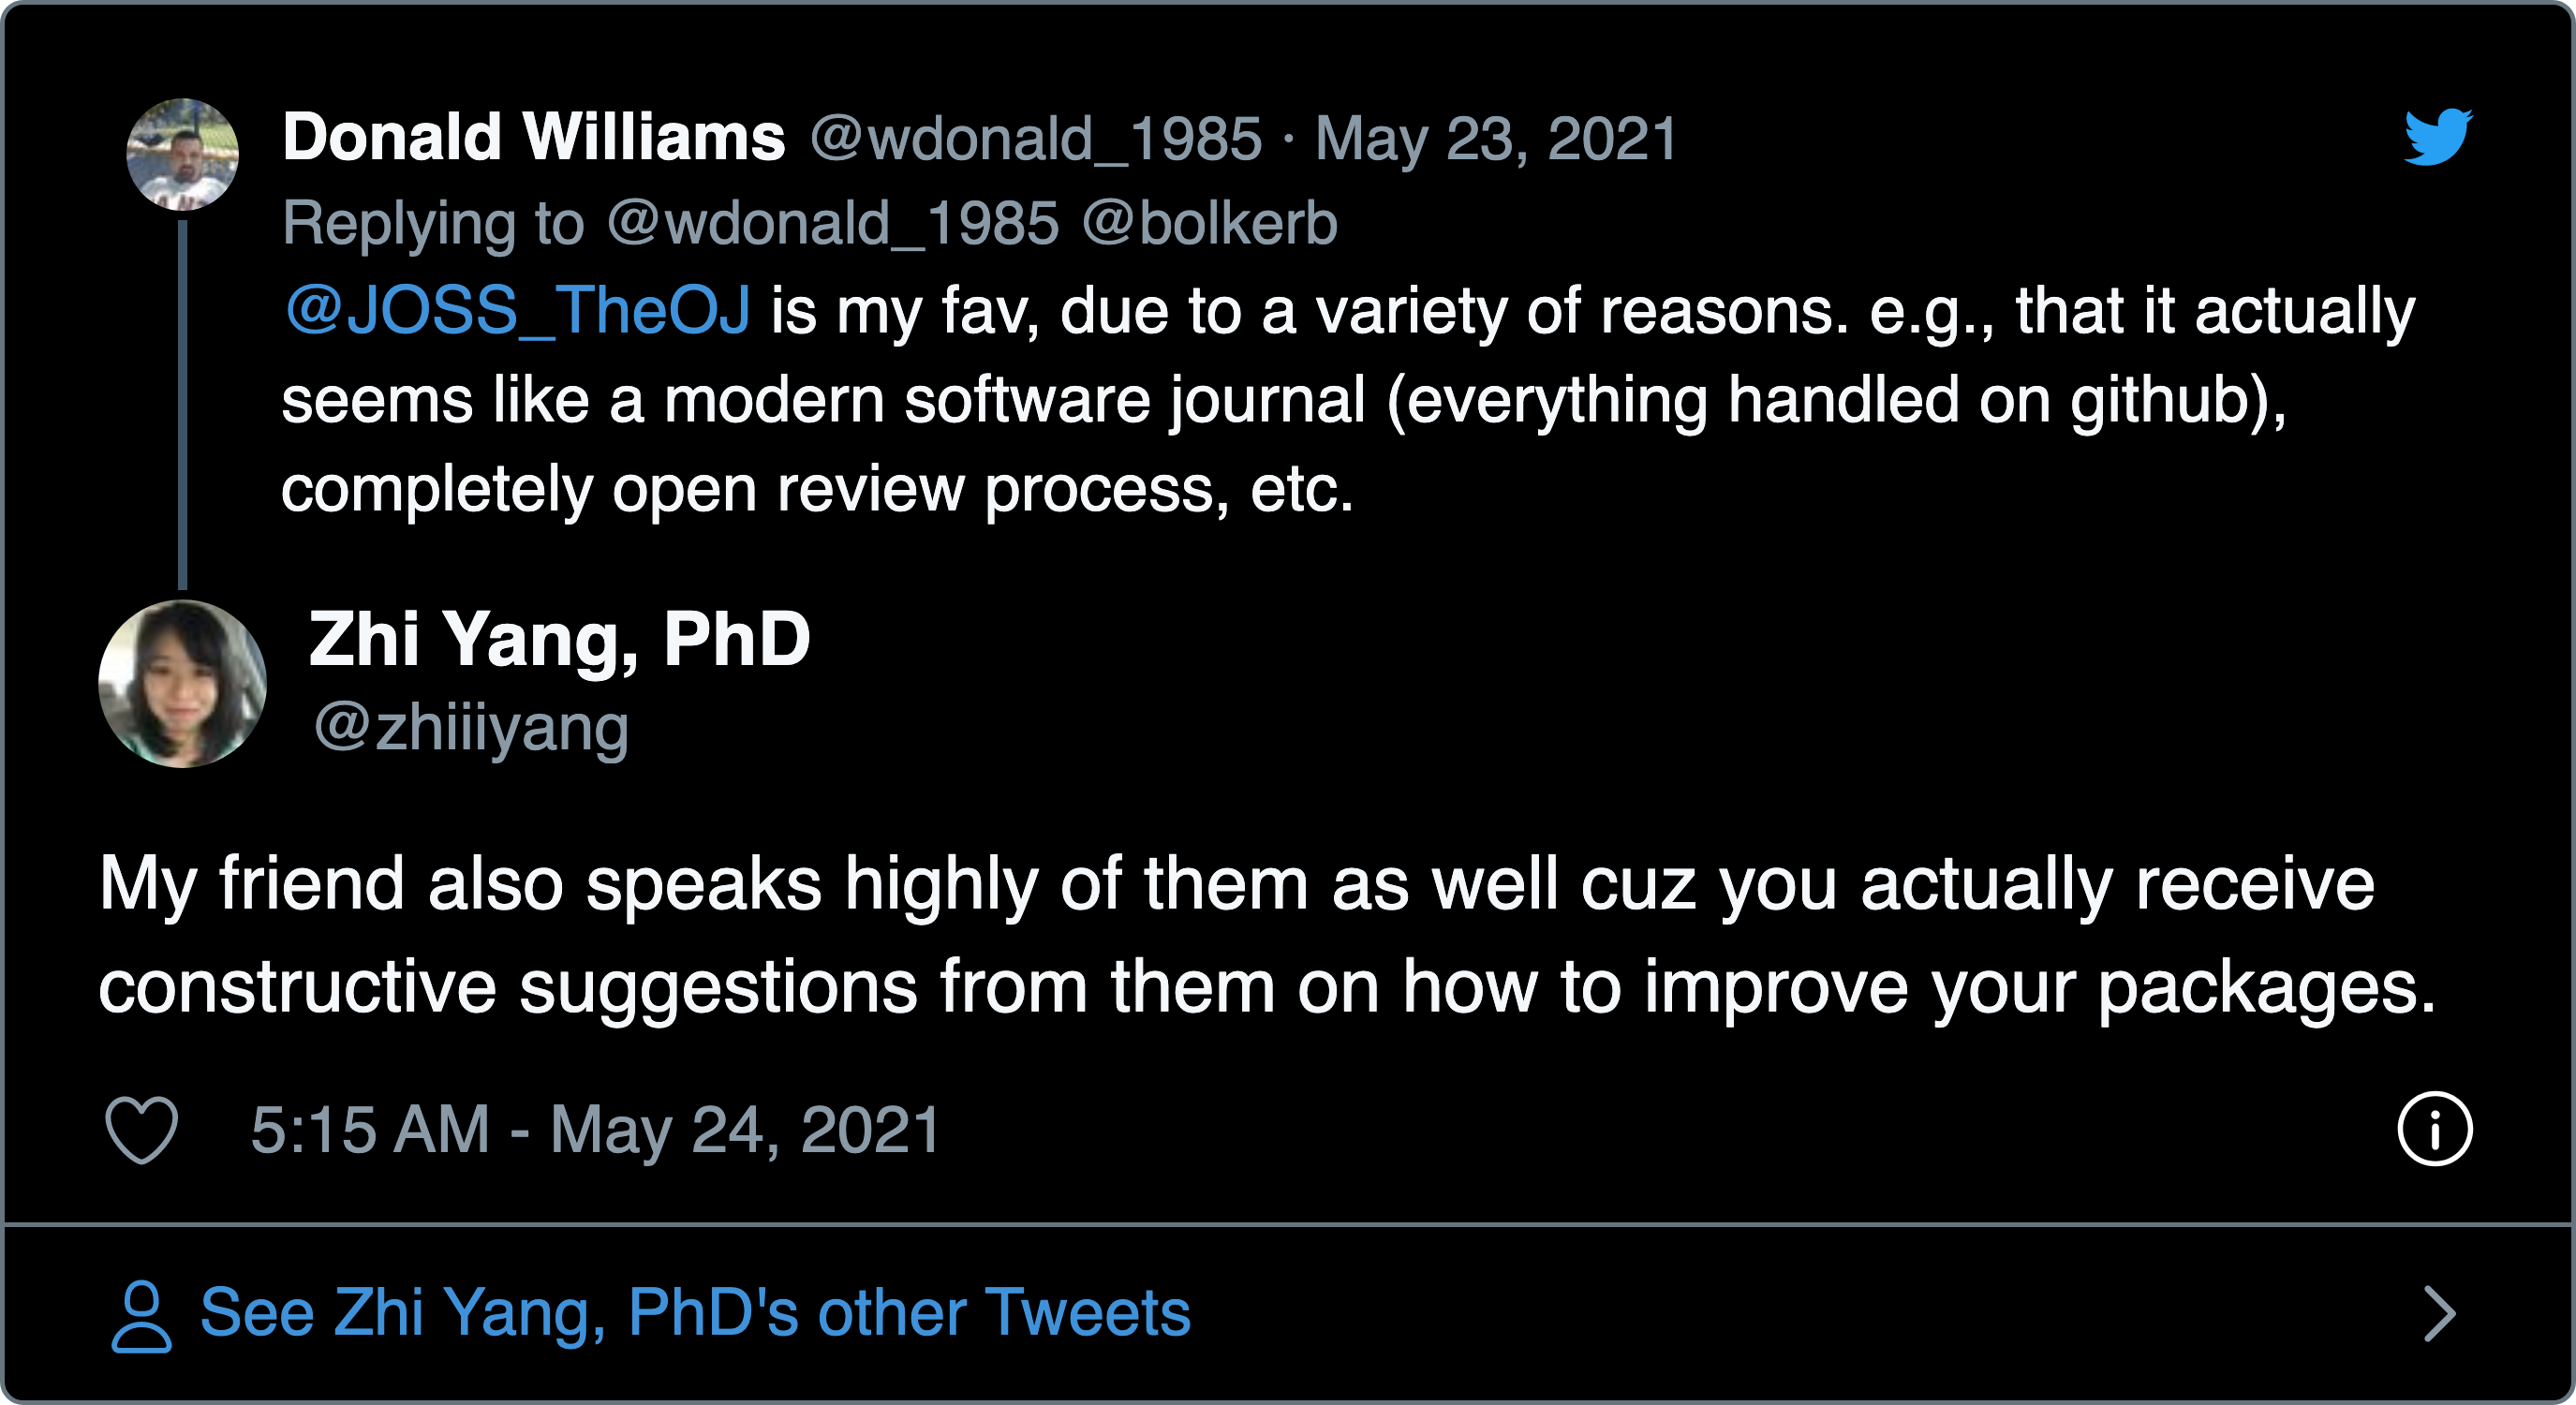 Donald Williams @wdonald_1985 · May 23, 2021
Replying to @wdonald_1985 @bolkerb
@JOSS_TheOJ is my fav, due to a variety of reasons. e.g., that it actually
seems like a modern software journal (everything handled on github),
completely open review process, etc.
Zhi Yang, PhD
@zhiiiyang
My friend also speaks highly of them as well cuz you actually receive
constructive suggestions from them on how to improve your packages.
5:15 AM - May 24, 2021
See Zhi Yang, PhD's other Tweets